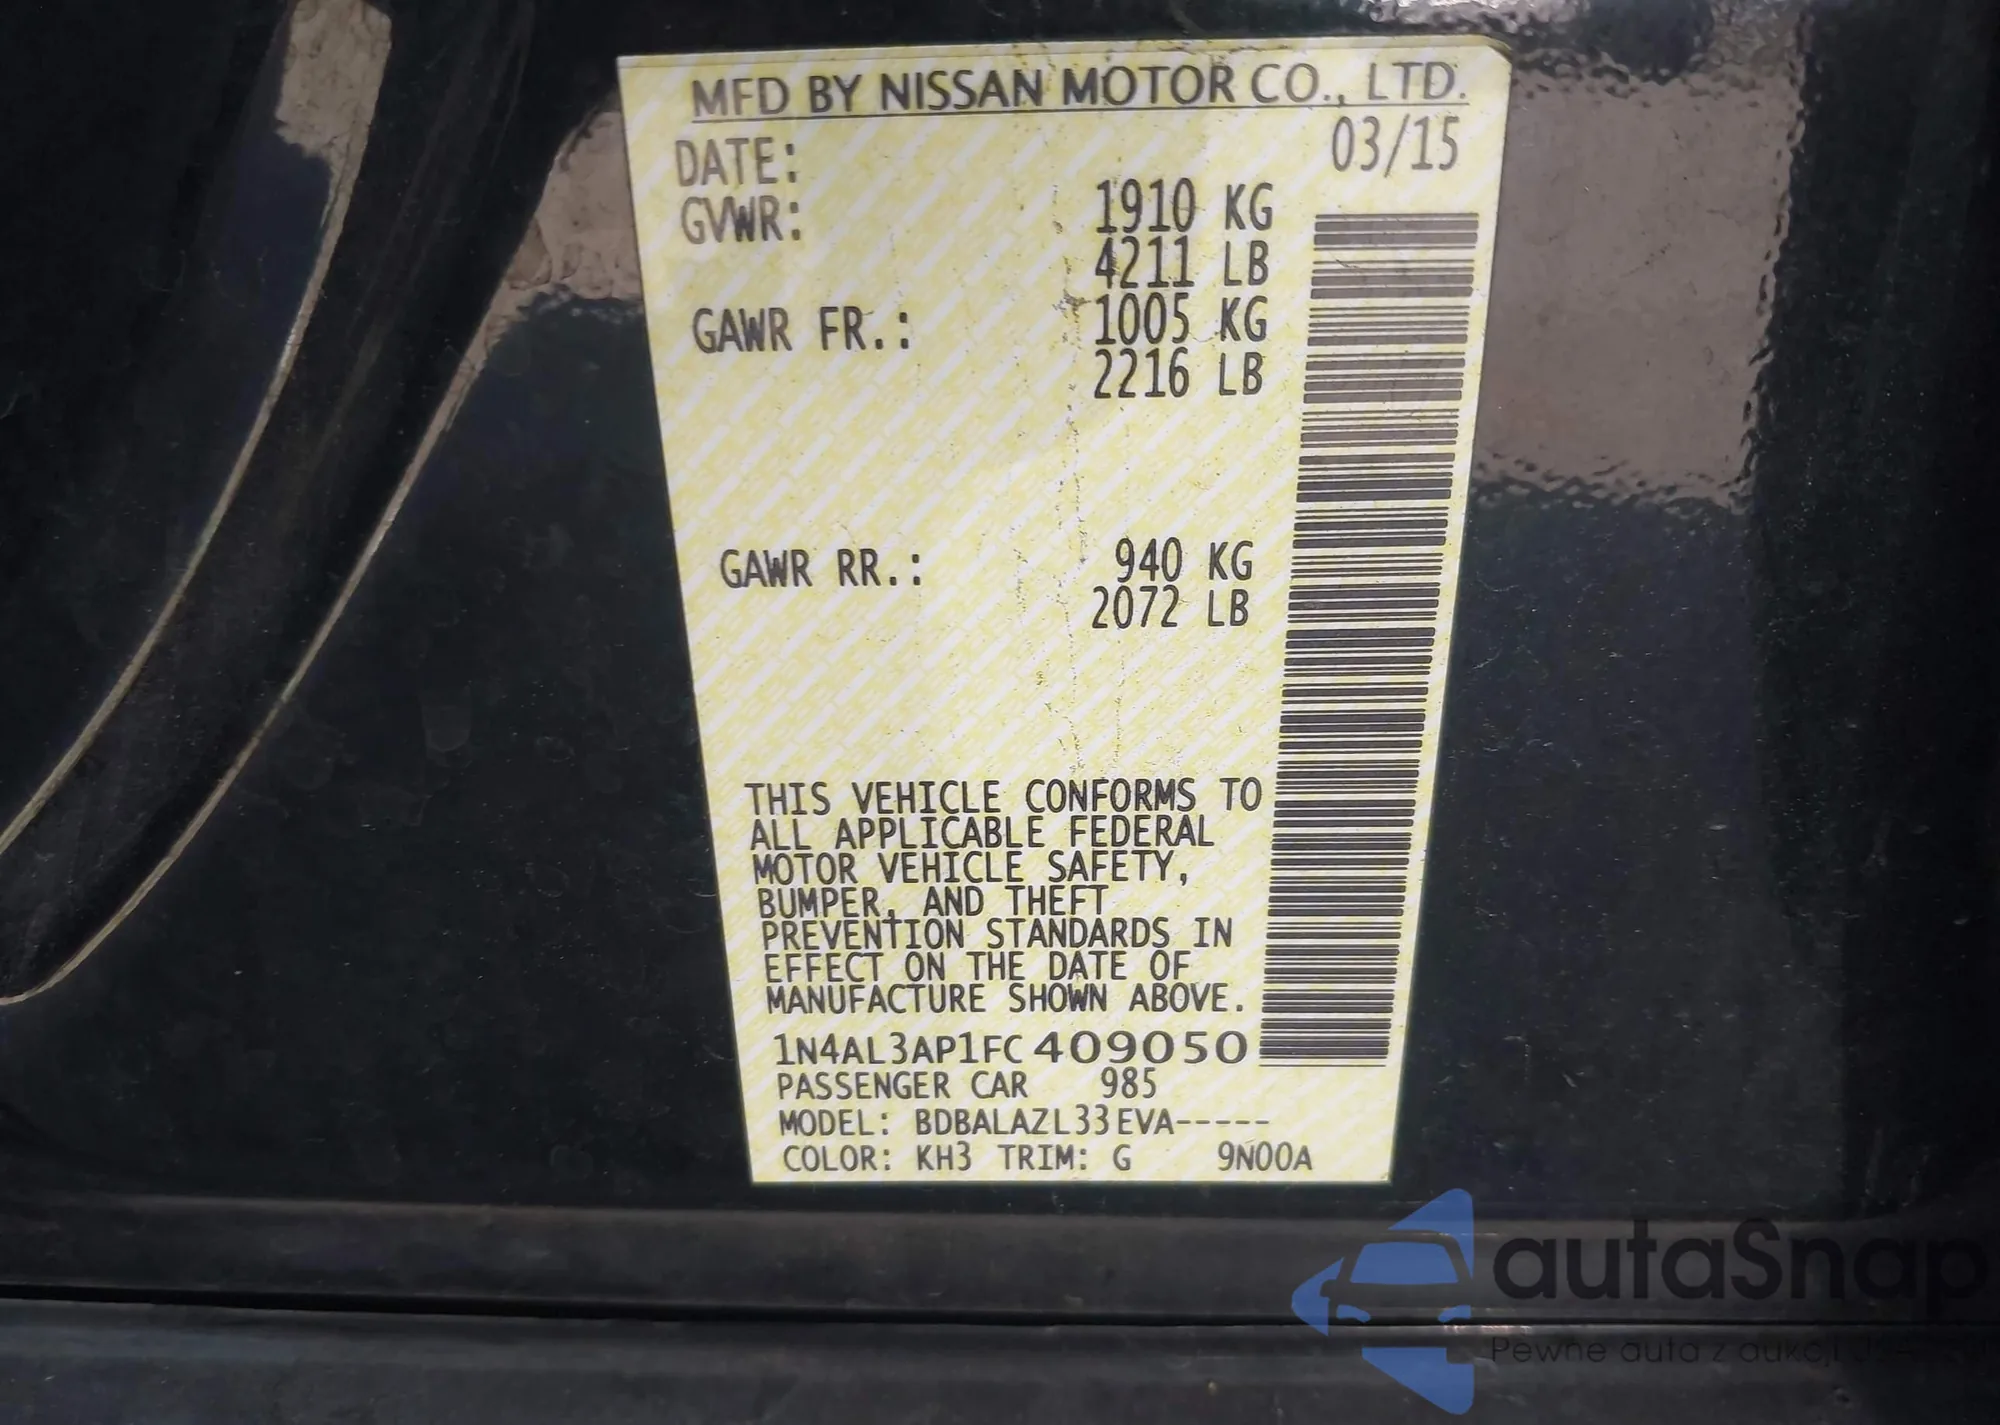 MFD BY NISSAN MOTOR CO., LTD.
DATE: 03/15
GVWR: 1910 KG
4211 LB
GAWR FR.: 1005 KG
2216 LB
GAWR RR.: 940 KG
2072 LB
THIS VEHICLE CONFORMS TO
ALL APPLICABLE FEDERAL
MOTOR VEHICLE SAFETY,
BUMPER, AND THEFT
PREVENTION STANDARDS IN
EFFECT ON THE DATE OF
MANUFACTURE SHOWN ABOVE.
1N4AL3AP1FC409050
PASSENGER CAR 985
MODEL: BDBALAZL33EVA-----
COLOR: KH3 TRIM: G 9N00A
autaSnap
Pewne auta z aukcji